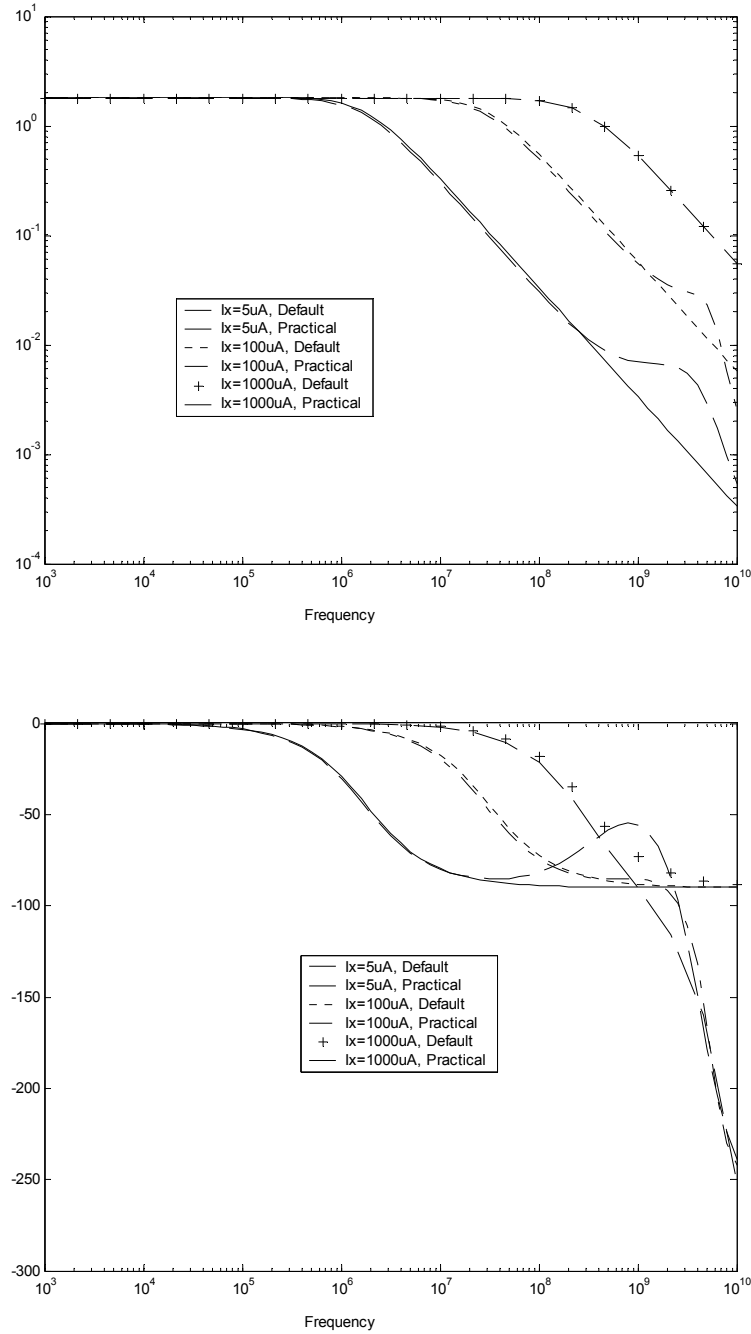 10^1
10^0
10^-1
10^-2
10^-3
10^-4
Ix=5uA, Default
Ix=5uA, Practical
Ix=100uA, Default
Ix=100uA, Practical
Ix=1000uA, Default
Ix=1000uA, Practical
10^3 10^4 10^5 10^6 10^7 10^8 10^9 10^10
Frequency
0
-50
-100
-150
-200
-250
-300
Ix=5uA, Default
Ix=5uA, Practical
Ix=100uA, Default
Ix=100uA, Practical
Ix=1000uA, Default
Ix=1000uA, Practical
10^3 10^4 10^5 10^6 10^7 10^8 10^9 10^10
Frequency